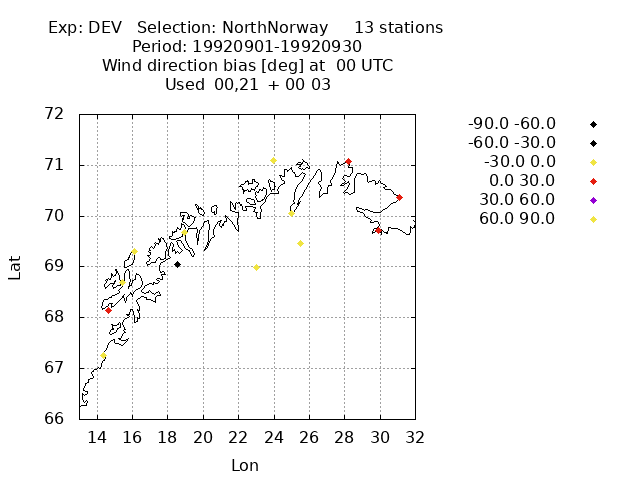 Exp: DEV   Selection: NorthNorway     13 stations
Period: 19920901-19920930
Wind direction bias [deg] at  00 UTC
Used  00,21  + 00 03
-90.0 -60.0
-60.0 -30.0
-30.0 0.0
0.0 30.0
30.0 60.0
60.0 90.0
72
71
70
69
68
67
66
Lat
14 16 18 20 22 24 26 28 30 32
Lon